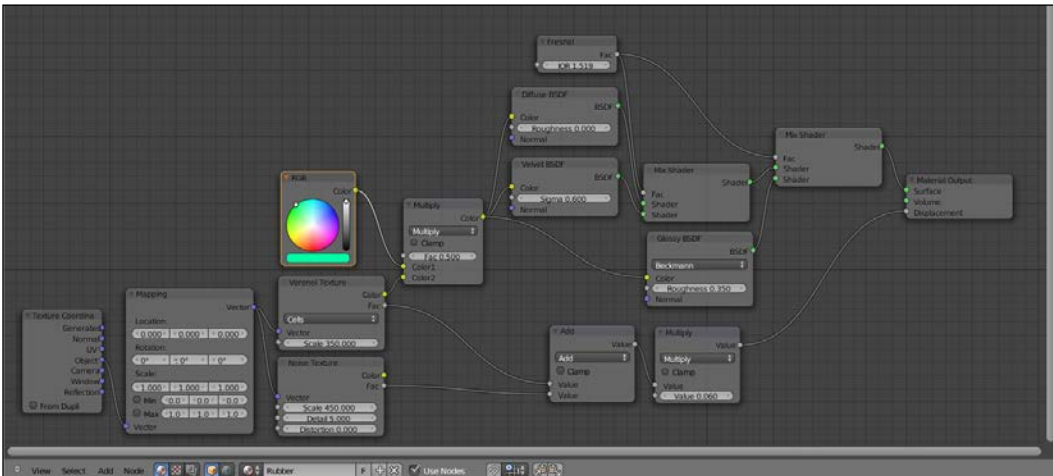 Fresnel
Fac
IOR 1.519
Diffuse BSDF
BSDF
Color
Roughness 0.000
Normal
Velvet BSDF
BSDF
Color
Sigma 0.600
Normal
Mix Shader
Shader
Fac
Shader
Shader
Mix Shader
Shader
Fac
Shader
Shader
Material Output
Surface
Volume
Displacement
RGB
Color
Multiply
Color
Multiply
Clamp
Fac 0.500
Color1
Color2
Glossy BSDF
BSDF
Beckmann
Color
Roughness 0.350
Normal
Voronoi Texture
Color
Fac
Cells
Vector
Scale 350.000
Noise Texture
Color
Fac
Vector
Scale 450.000
Detail 5.000
Distortion 0.000
Mapping
Vector
Location:
0.000 0.000 0.000
Rotation:
0° 0° 0°
Scale:
1.000 1.000 1.000
Min 0.0 0.0 0.0
Max 1.0 1.0 1.0
Vector
Texture Coordina
Generated
Normal
UV
Object
Camera
Window
Reflection
From Dupli
Add
Value
Add
Clamp
Value
Value
Multiply
Value
Multiply
Clamp
Value
Value 0.060
View Select Add Node Rubber F Use Nodes